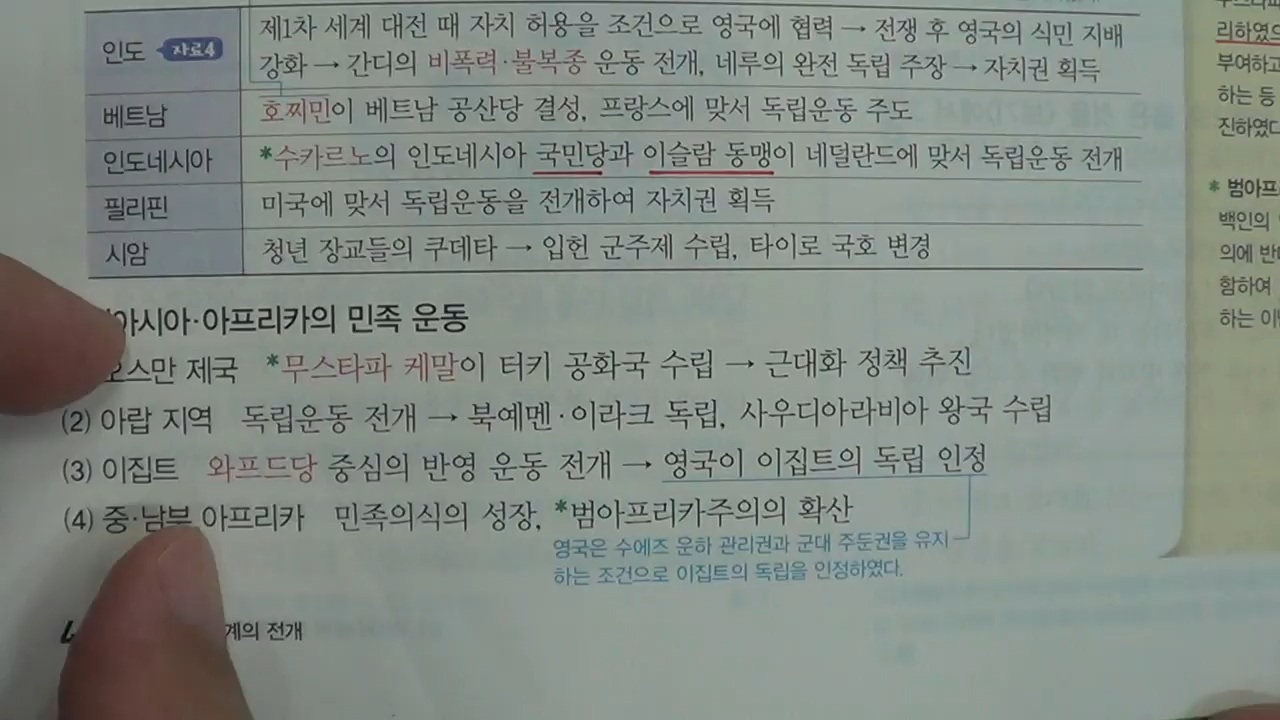 인도 자료4 제1차 세계 대전 때 자치 허용을 조건으로 영국에 협력 → 전쟁 후 영국의 식민 지배
강화 → 간디의 비폭력·불복종 운동 전개, 네루의 완전 독립 주장 → 자치권 획득
베트남 호찌민이 베트남 공산당 결성, 프랑스에 맞서 독립운동 주도
인도네시아 *수카르노의 인도네시아 국민당과 이슬람 동맹이 네덜란드에 맞서 독립운동 전개
필리핀 미국에 맞서 독립운동을 전개하여 자치권 획득
시암 청년 장교들의 쿠데타 → 입헌 군주제 수립, 타이로 국호 변경
아시아·아프리카의 민족 운동
오스만 제국 *무스타파 케말이 터키 공화국 수립 → 근대화 정책 추진
(2) 아랍 지역 독립운동 전개 → 북예멘·이라크 독립, 사우디아라비아 왕국 수립
(3) 이집트 와프드당 중심의 반영 운동 전개 → 영국이 이집트의 독립 인정
(4) 중·남부 아프리카 민족의식의 성장, *범아프리카주의의 확산
영국은 수에즈 운하 관리권과 군대 주둔권을 유지
하는 조건으로 이집트의 독립을 인정하였다.
계의 전개
리하였으
부여하고
하는 등
진하였다
* 범아프
백인의
의에 반
함하여
하는 이